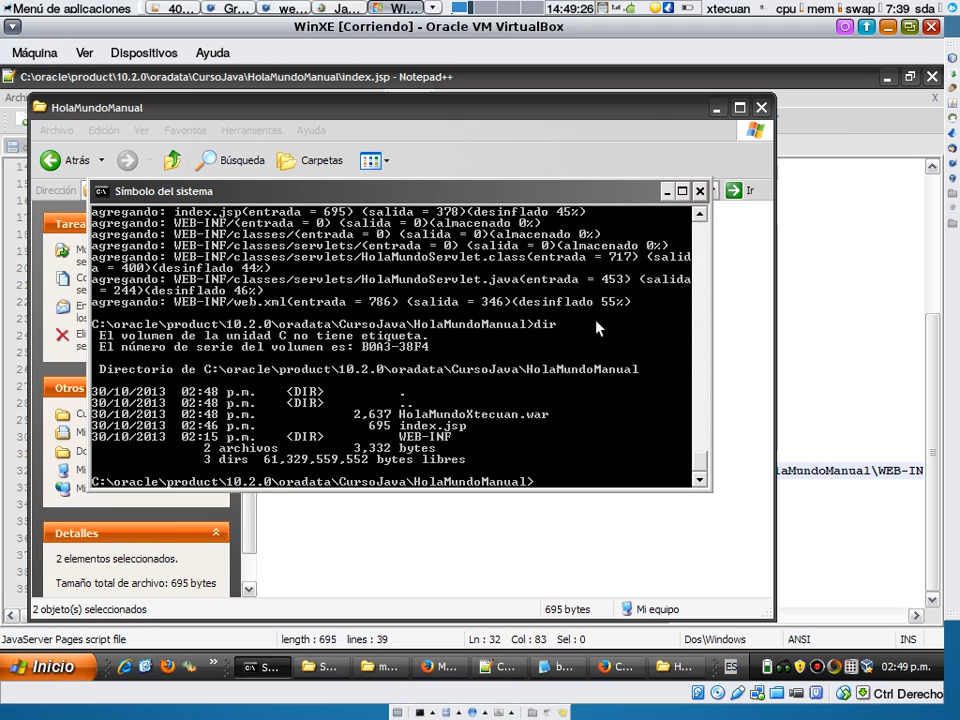 Menú de aplicaciones 40... Gr... we... Ja... Wi... 14:49:26 xtecuan cpu mem swap 7:39 sda
WinXE [Corriendo] - Oracle VM VirtualBox
Máquina Ver Dispositivos Ayuda
C:\oracle\product\10.2.0\oradata\CursoJava\HolaMundoManual\index.jsp - Notepad++
Archi X
HolaMundoManual
Archivo Edición Ver Favoritos Herramientas Ayuda
Atrás Búsqueda Carpetas
Dirección Ir
Símbolo del sistema
agregando: index.jsp(entrada = 695) (salida = 378)(desinflado 45%)
agregando: WEB-INF/(entrada = 0) (salida = 0)(almacenado 0%)
agregando: WEB-INF/classes/(entrada = 0) (salida = 0)(almacenado 0%)
agregando: WEB-INF/classes/servlets/(entrada = 0) (salida = 0)(almacenado 0%)
agregando: WEB-INF/classes/servlets/HolaMundoServlet.class(entrada = 717) (salid
a = 400)(desinflado 44%)
agregando: WEB-INF/classes/servlets/HolaMundoServlet.java(entrada = 453) (salida
= 244)(desinflado 46%)
agregando: WEB-INF/web.xml(entrada = 786) (salida = 346)(desinflado 55%)
C:\oracle\product\10.2.0\oradata\CursoJava\HolaMundoManual>dir
El volumen de la unidad C no tiene etiqueta.
El número de serie del volumen es: B0A3-38F4
Directorio de C:\oracle\product\10.2.0\oradata\CursoJava\HolaMundoManual
30/10/2013 02:48 p.m. <DIR> .
30/10/2013 02:48 p.m. <DIR> ..
30/10/2013 02:48 p.m. 2,637 HolaMundoXtecuan.war
30/10/2013 02:46 p.m. 695 index.jsp
30/10/2013 02:15 p.m. <DIR> WEB-INF
2 archivos 3,332 bytes
3 dirs 61,329,559,552 bytes libres
C:\oracle\product\10.2.0\oradata\CursoJava\HolaMundoManual>
Tarea
Otros
olaMundoManual\WEB-IN
Detalles
2 elementos seleccionados.
Tamaño total de archivo: 695 bytes
2 objeto(s) seleccionados 695 bytes Mi equipo
JavaServer Pages script file length : 695 lines : 39 Ln : 32 Col : 83 Sel : 0 Dos\Windows ANSI INS
Inicio S... S... m... M... C... b... C... H... ES 02:49 p.m.
Ctrl Derecho